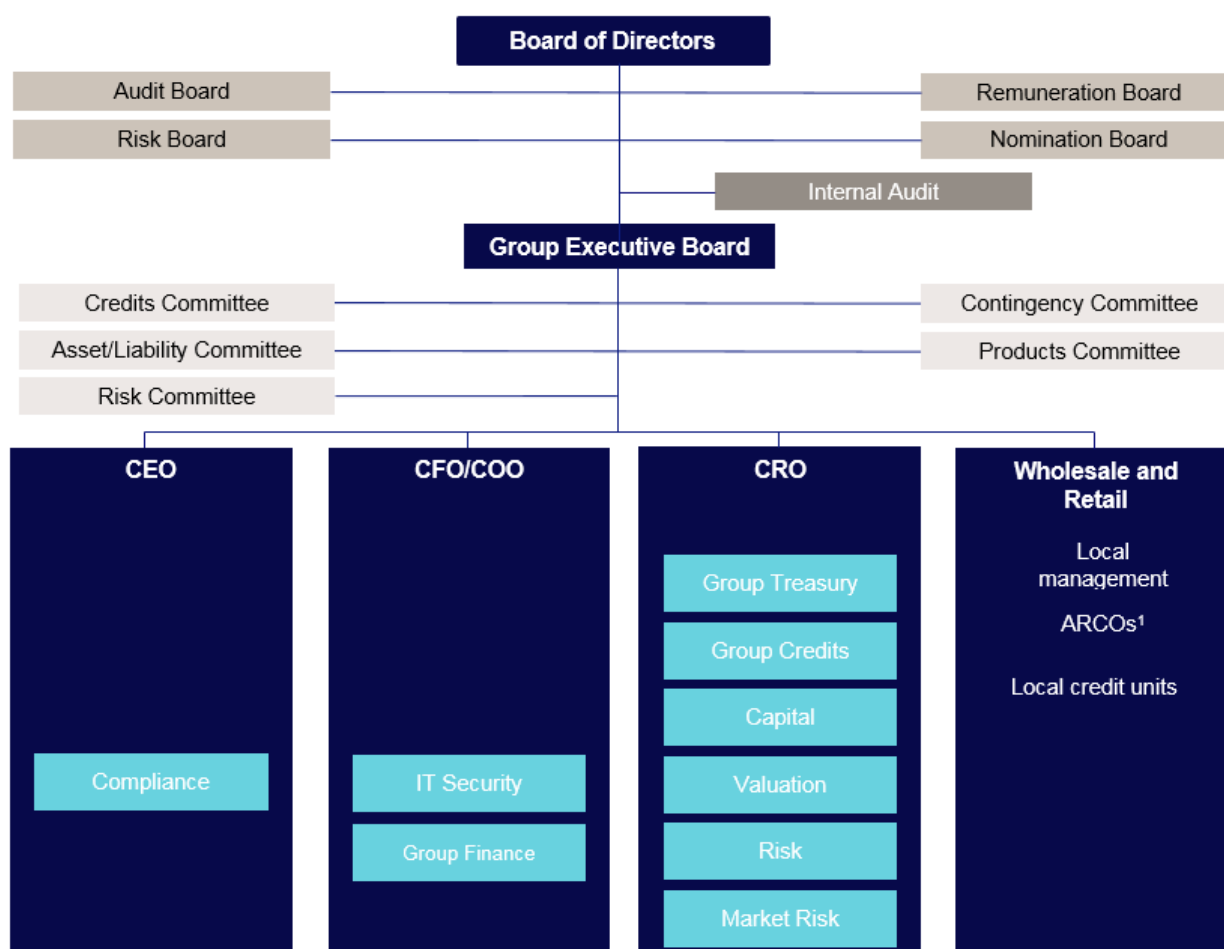 Board of Directors
Audit Board
Remuneration Board
Risk Board
Nomination Board
Internal Audit
Group Executive Board
Credits Committee
Contingency Committee
Asset/Liability Committee
Products Committee
Risk Committee
CEO
Compliance
CFO/COO
IT Security
Group Finance
CRO
Group Treasury
Group Credits
Capital
Valuation
Risk
Market Risk
Wholesale and
Retail
Local
management
ARCOs¹
Local credit units